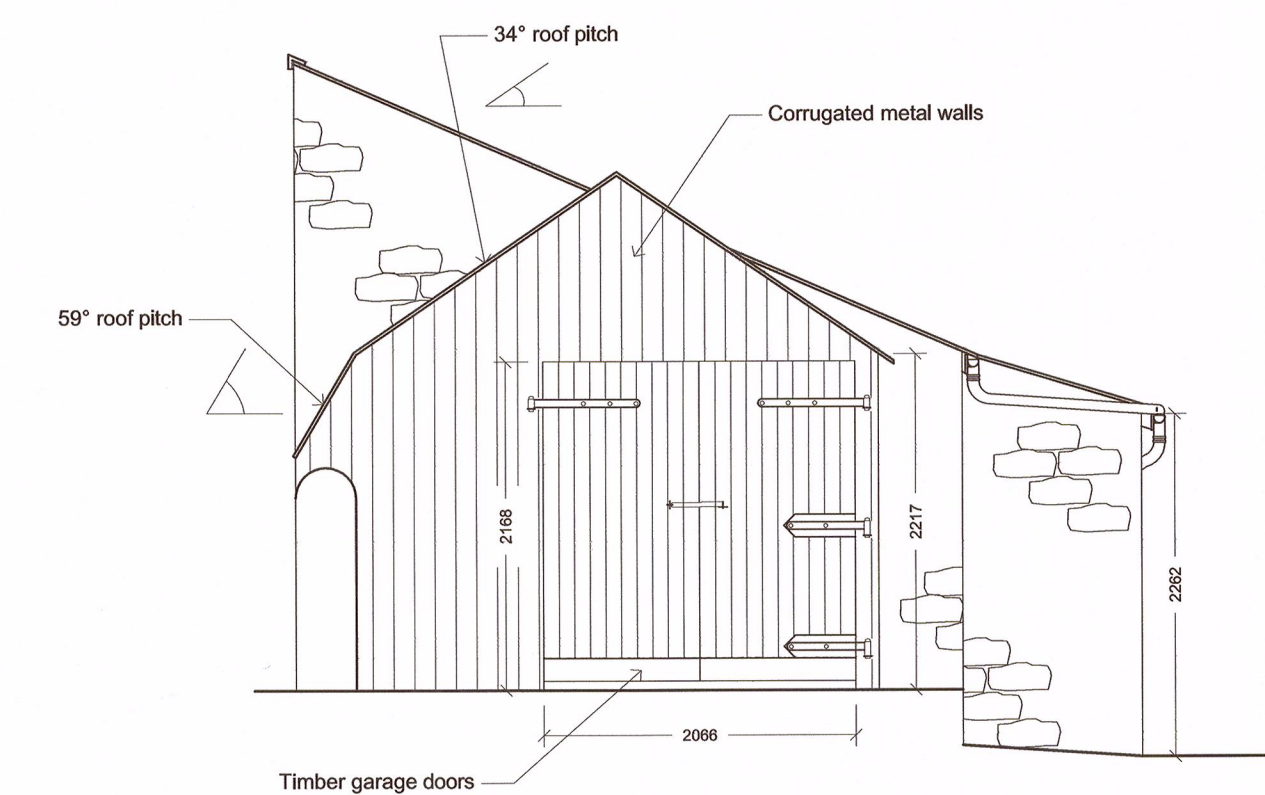 34° roof pitch
Corrugated metal walls
59° roof pitch
2168
2217
2262
2066
Timber garage doors